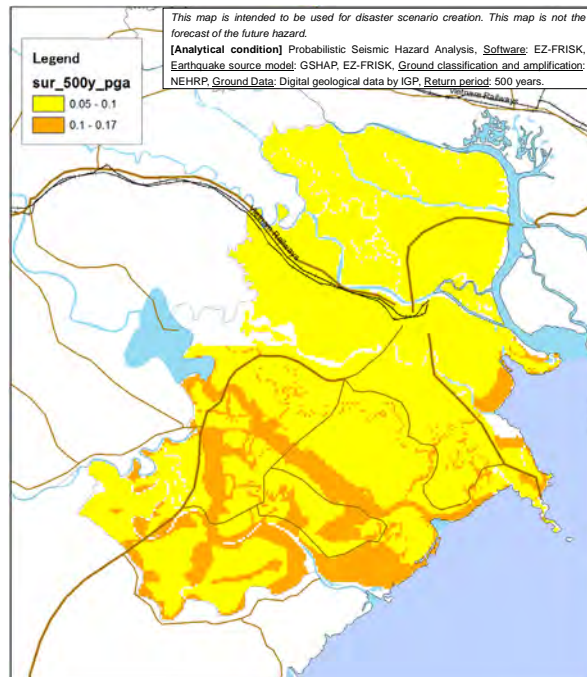 This map is intended to be used for disaster scenario creation. This map is not the
forecast of the future hazard.
[Analytical condition] Probabilistic Seismic Hazard Analysis, Software: EZ-FRISK,
Earthquake source model: GSHAP, EZ-FRISK, Ground classification and amplification:
NEHRP, Ground Data: Digital geological data by IGP, Return period: 500 years.
Legend
sur_500y_pga
0.05 - 0.1
0.1 - 0.17
Vietnam Railways
Railways